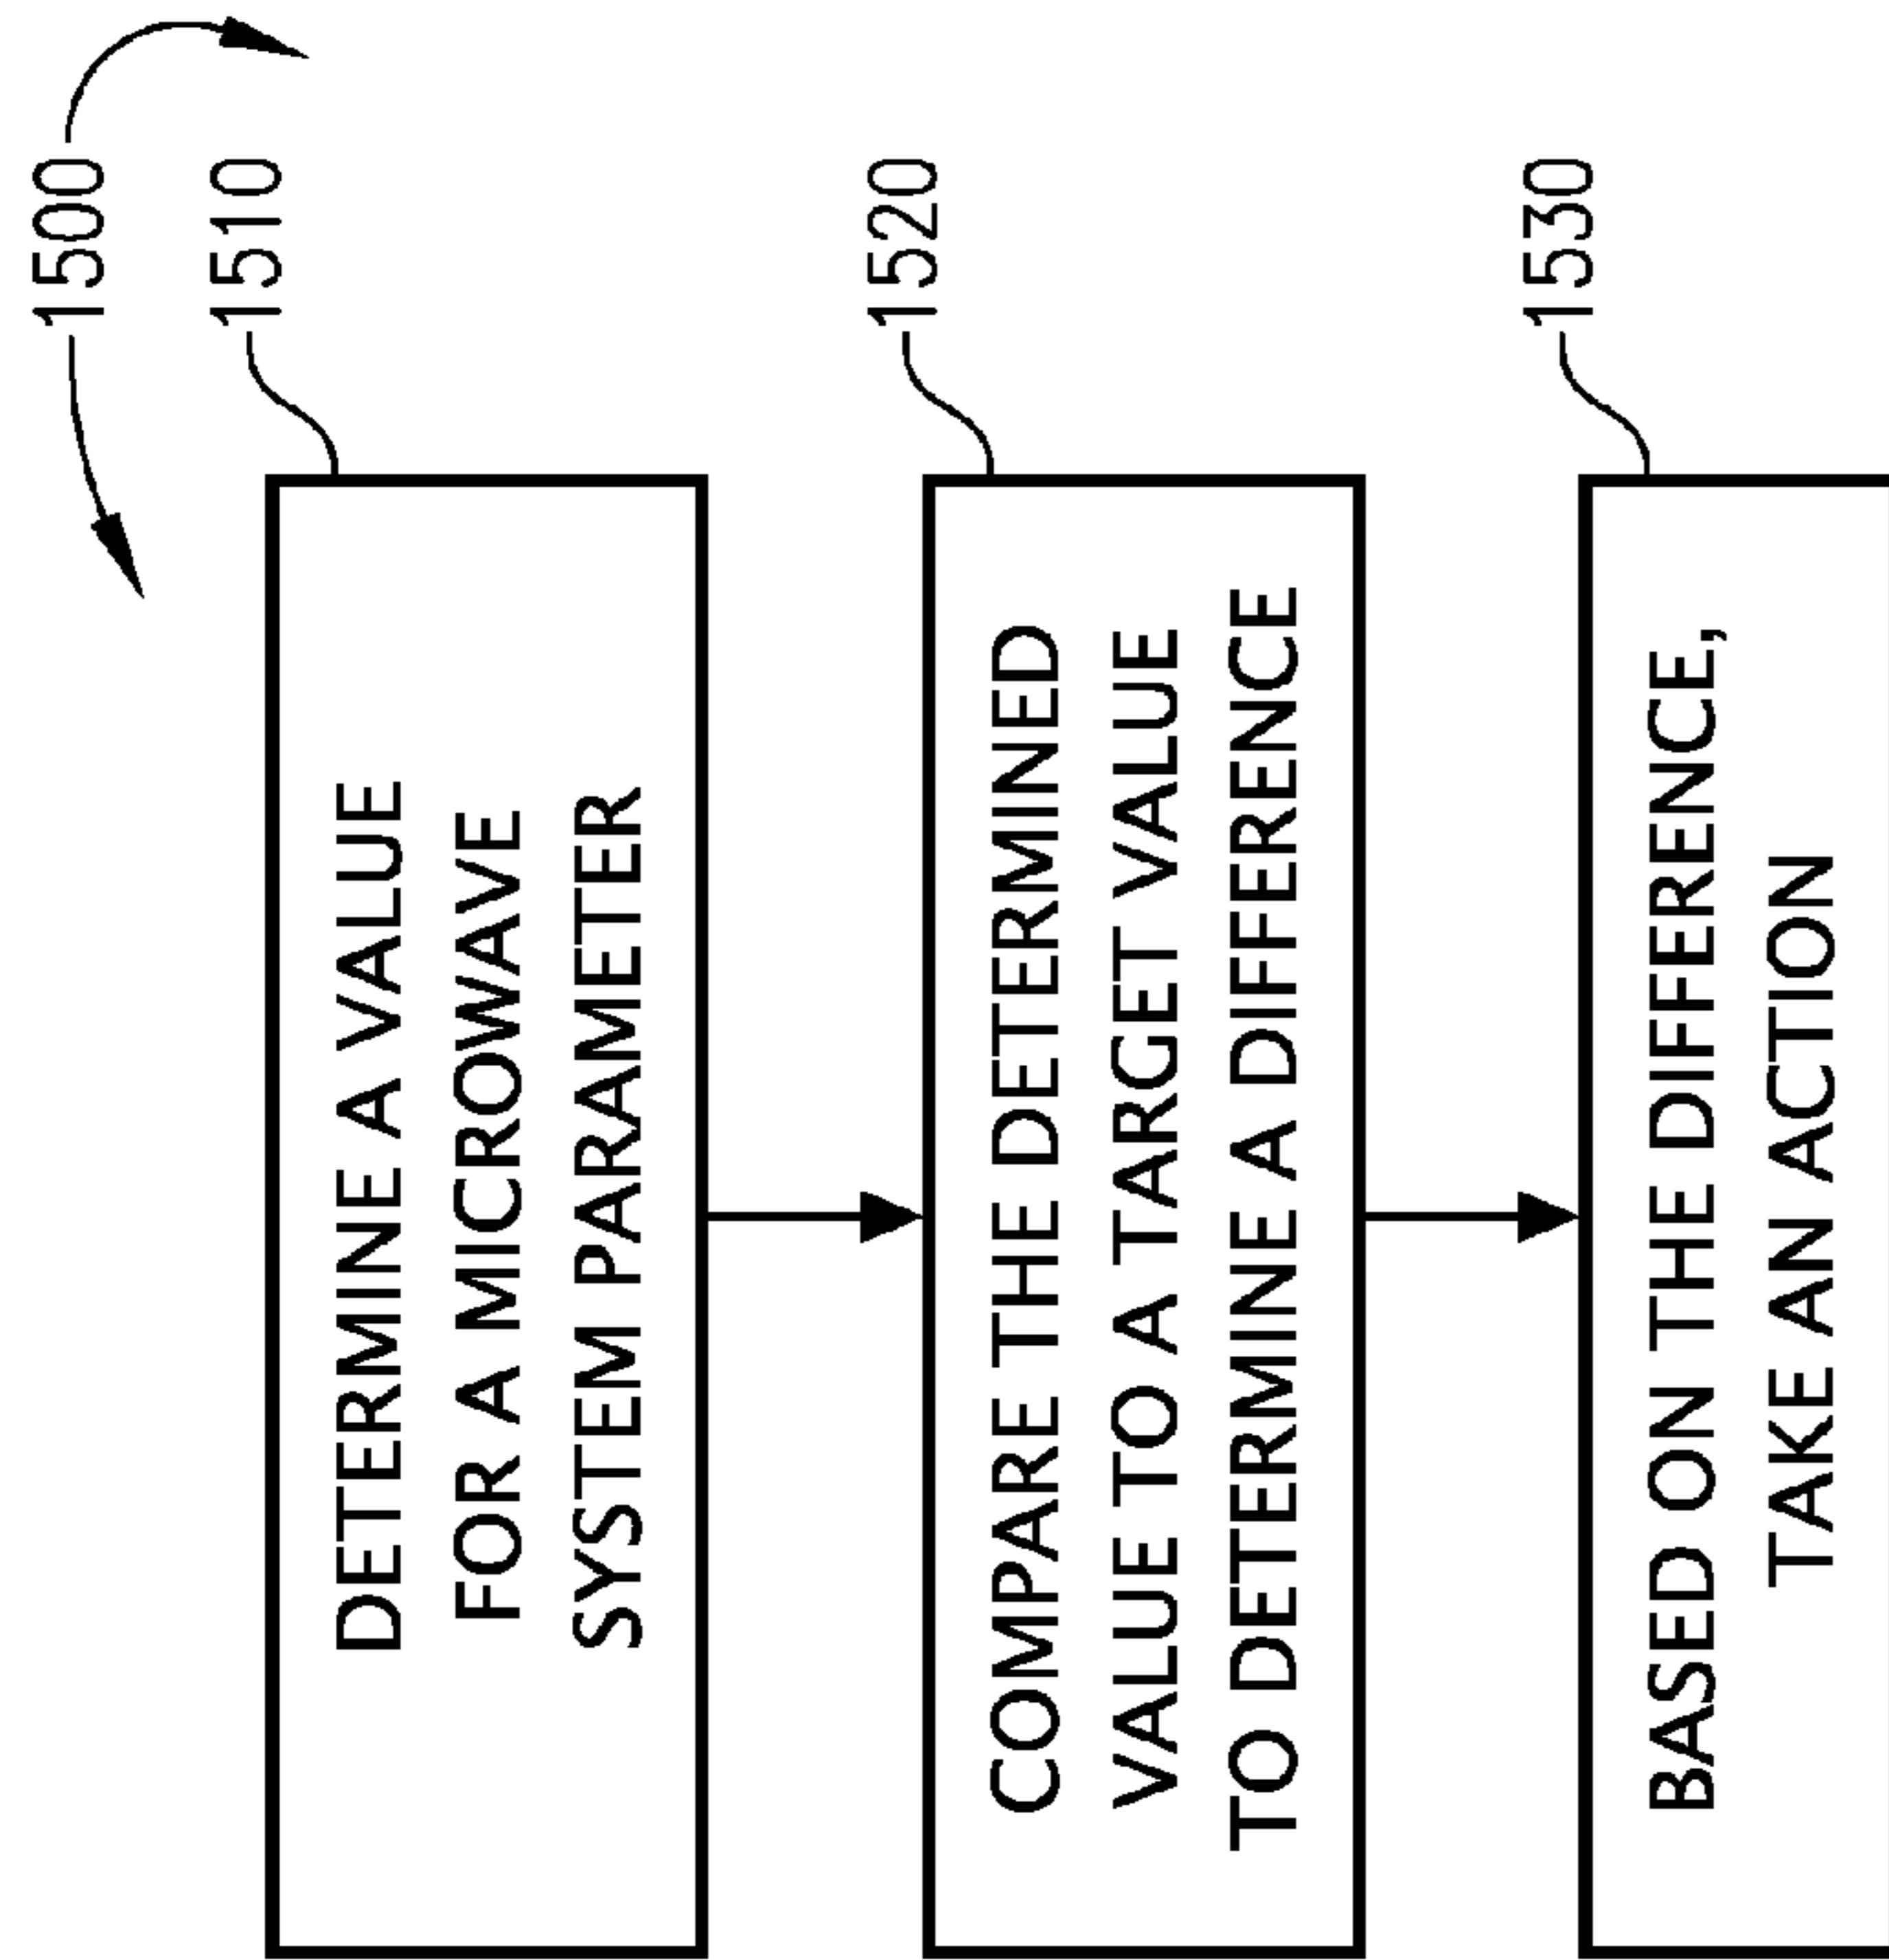 1500
1510
DETERMINE A VALUE
FOR A MICROWAVE
SYSTEM PARAMETER
1520
COMPARE THE DETERMINED
VALUE TO A TARGET VALUE
TO DETERMINE A DIFFERENCE
1530
BASED ON THE DIFFERENCE,
TAKE AN ACTION